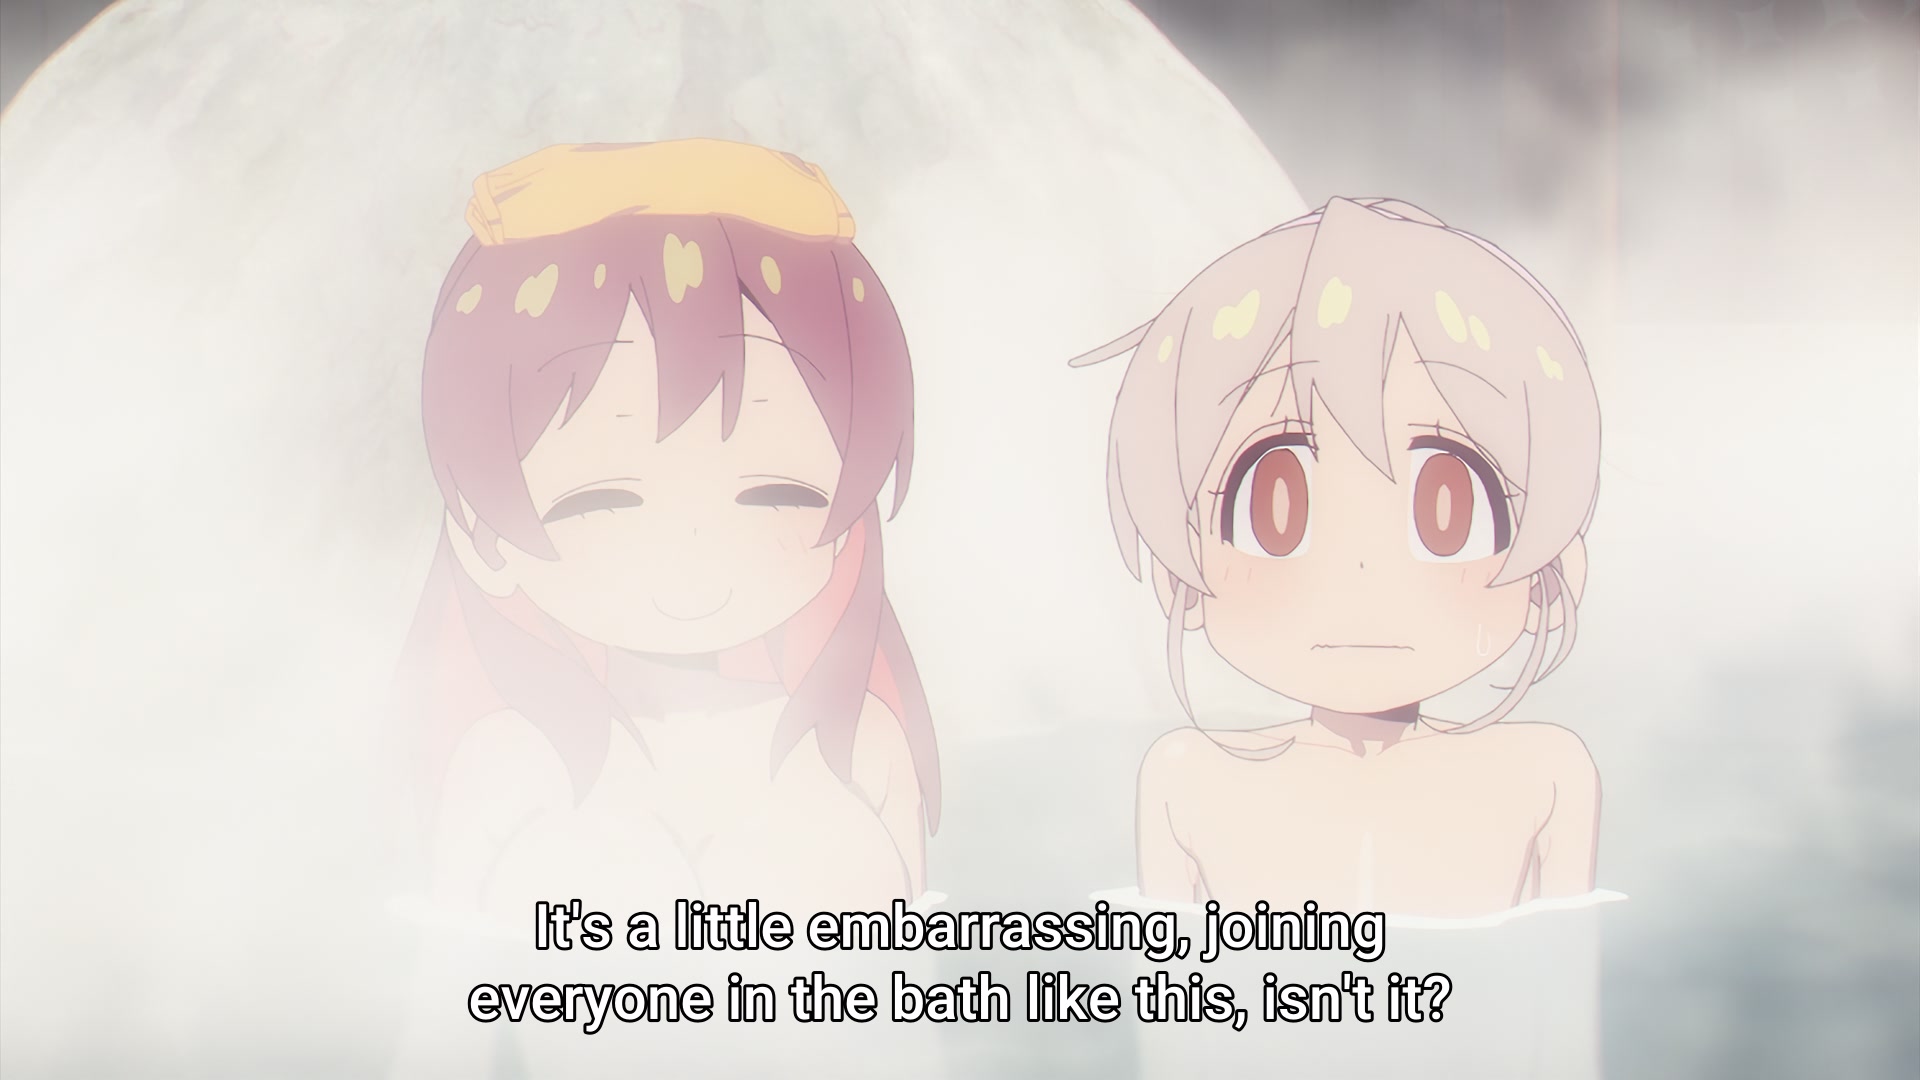 It's a little embarrassing, joining
everyone in the bath like this, isn't it?